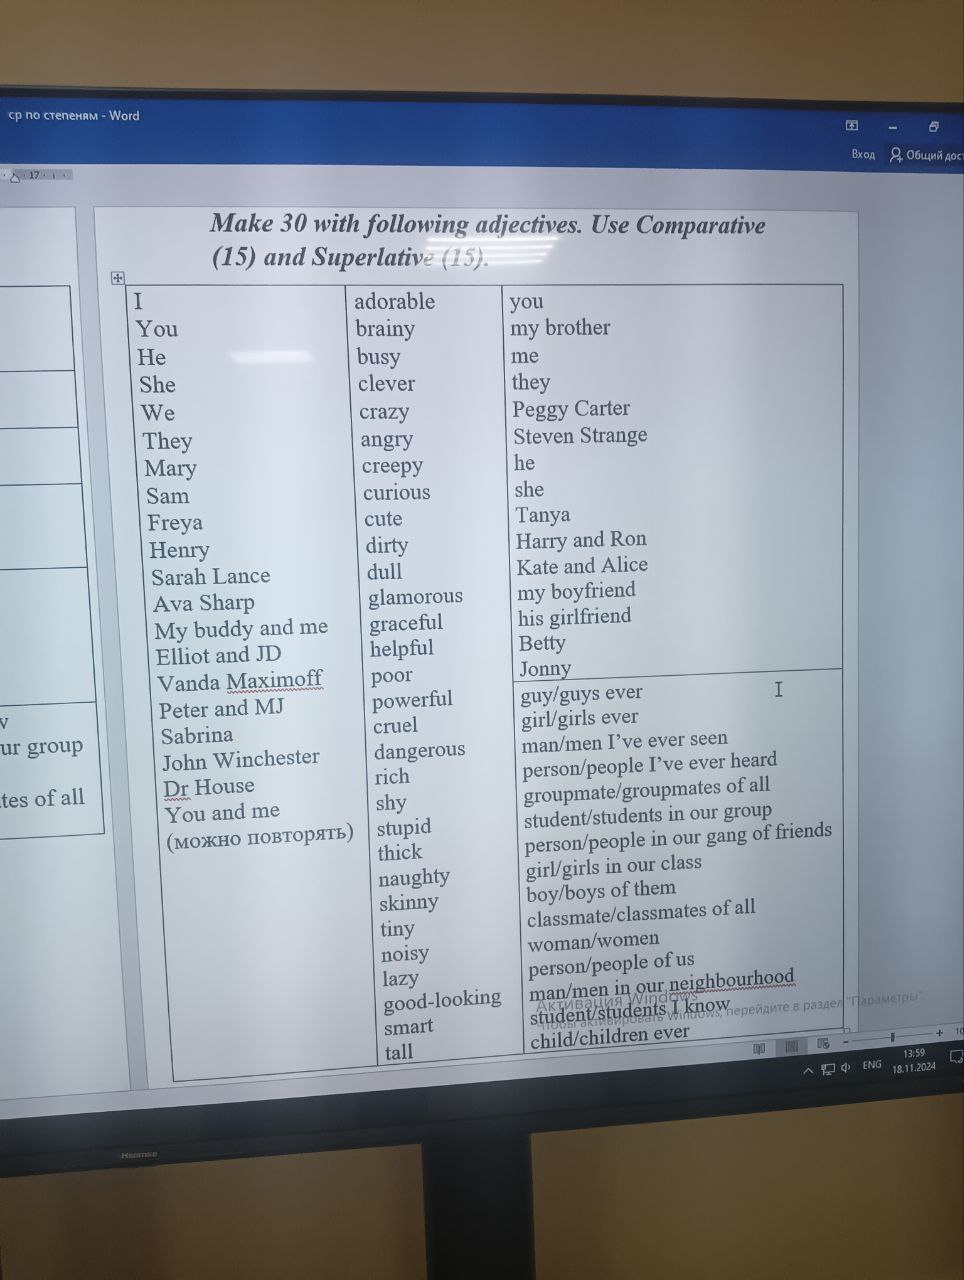 ср по степеням - Word
Вход
Общий дост
17
Make 30 with following adjectives. Use Comparative
(15) and Superlative (15).
I
You
He
She
We
They
Mary
Sam
Freya
Henry
Sarah Lance
Ava Sharp
My buddy and me
Elliot and JD
Vanda Maximoff
Peter and MJ
Sabrina
John Winchester
Dr House
You and me
(можно повторять)
adorable
brainy
busy
clever
crazy
angry
creepy
curious
cute
dirty
dull
glamorous
graceful
helpful
poor
powerful
cruel
dangerous
rich
shy
stupid
thick
naughty
skinny
tiny
noisy
lazy
good-looking
smart
tall
you
my brother
me
they
Peggy Carter
Steven Strange
he
she
Tanya
Harry and Ron
Kate and Alice
my boyfriend
his girlfriend
Betty
Jonny
guy/guys ever
girl/girls ever
man/men I’ve ever seen
person/people I’ve ever heard
groupmate/groupmates of all
student/students in our group
person/people in our gang of friends
girl/girls in our class
boy/boys of them
classmate/classmates of all
woman/women
person/people of us
man/men in our neighbourhood
student/students I know
child/children ever
ur group
tes of all
Активация Windows
Чтобы активировать Windows, перейдите в раздел "Параметры".
10
ENG
13:59
18.11.2024
Hisense